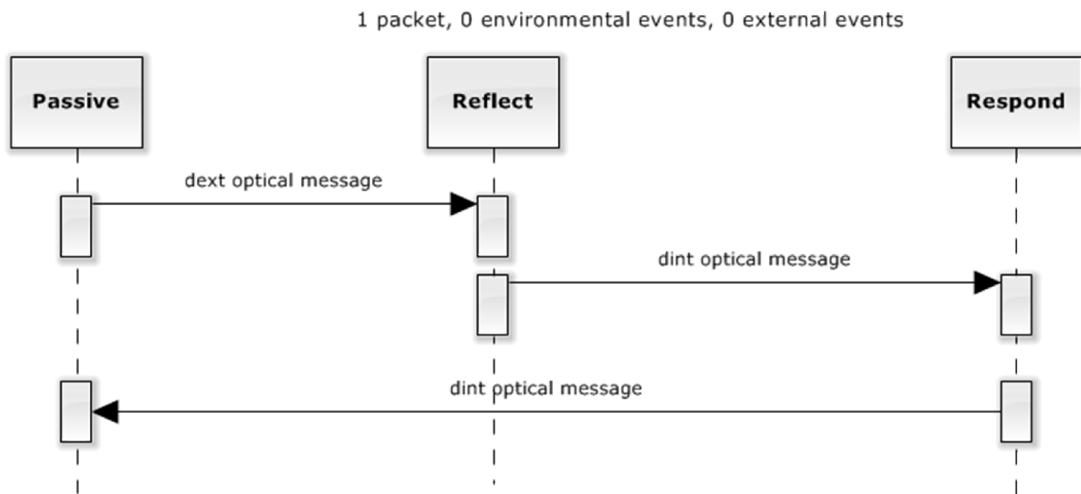 1 packet, 0 environmental events, 0 external events
Passive
Reflect
Respond
dext optical message
dint optical message
dint optical message